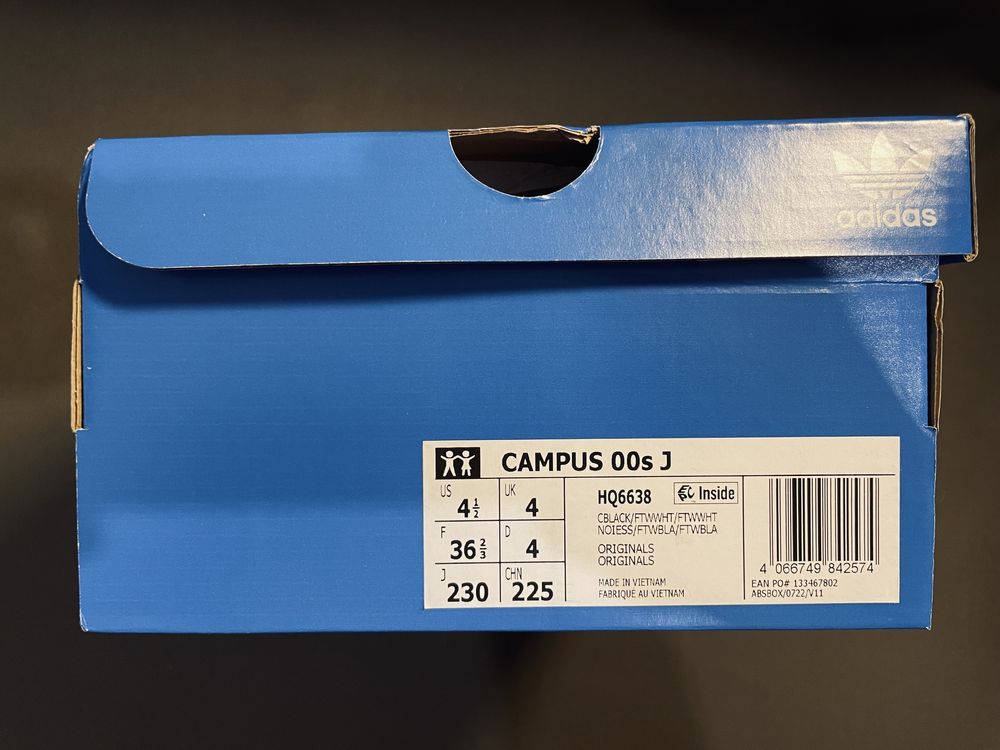 adidas
CAMPUS 00s J
US 4½
UK 4
F 36⅔
D 4
J 230
CHN 225
HQ6638
Inside
CBLACK/FTWWHT/FTWWHT
NOIESS/FTWBLA/FTWBLA
ORIGINALS
ORIGINALS
MADE IN VIETNAM
FABRIQUE AU VIETNAM
4 066749 842574
EAN PO# 133467802
ABSBOX/0722/V11